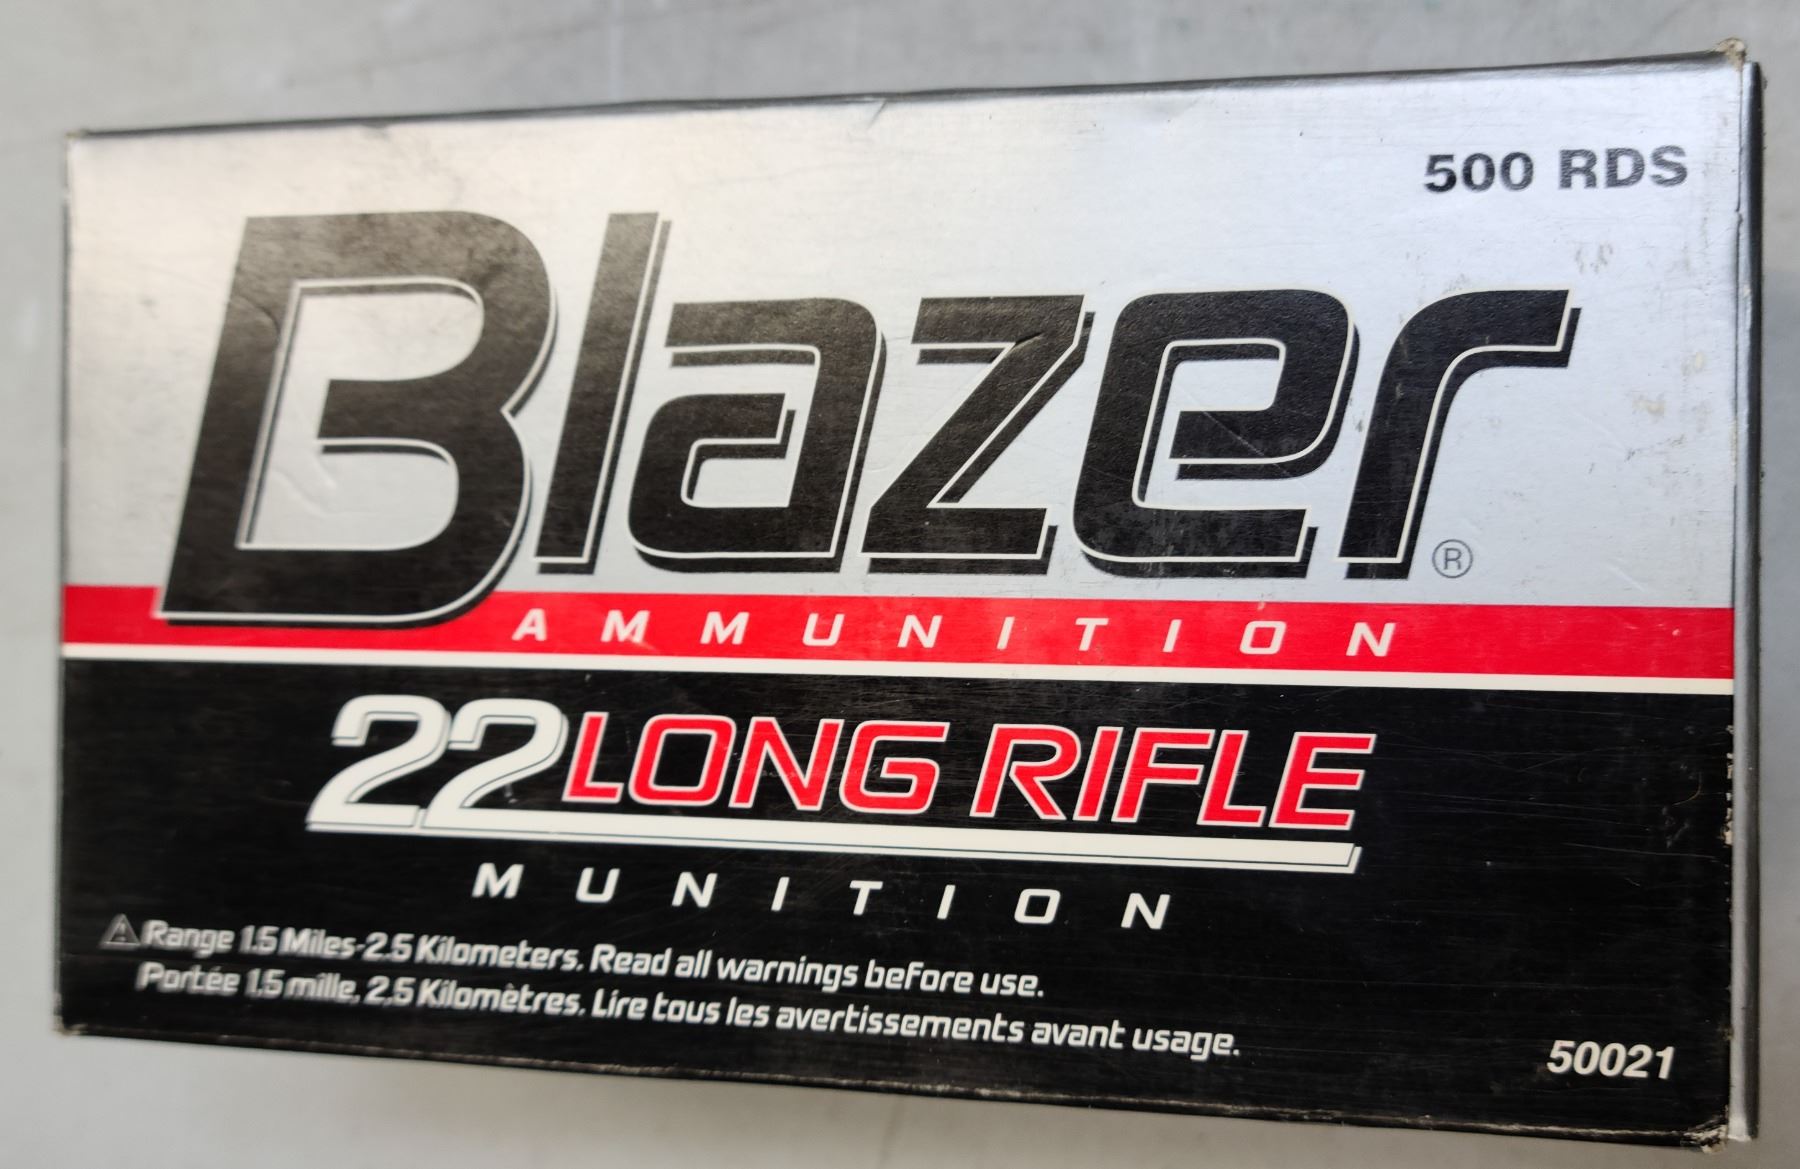 500 RDS
Blazer®
AMMUNITION
22 LONG RIFLE
MUNITION
⚠Range 1.5 Miles-2.5 Kilometers. Read all warnings before use.
Portée 1,5 mille, 2,5 Kilomètres. Lire tous les avertissements avant usage.
50021